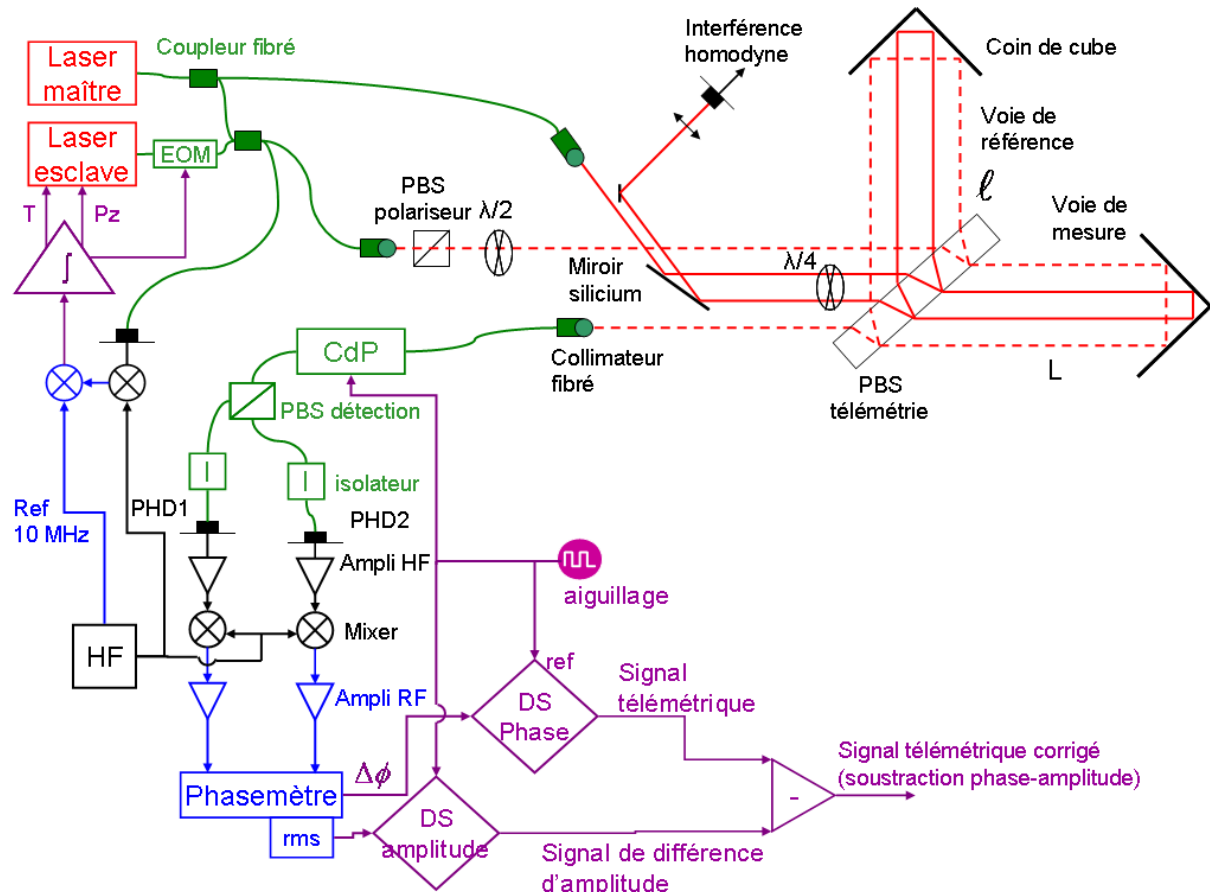 Coupleur fibré
Laser
maître
Laser
esclave
EOM
T
Pz
∫
PBS
polariseur
λ/2
Interférence
homodyne
Coin de cube
Voie de
référence
ℓ
Voie de
mesure
Miroir
silicium
λ/4
CdP
Collimateur
fibré
L
PBS
télémétrie
PBS détection
isolateur
Ref
10 MHz
PHD1
PHD2
Ampli HF
aiguillage
Mixer
HF
ref
Ampli RF
DS
Phase
Signal
télémétrique
Δϕ
Phasemètre
rms
DS
amplitude
Signal télémétrique corrigé
(soustraction phase-amplitude)
-
Signal de différence
d'amplitude